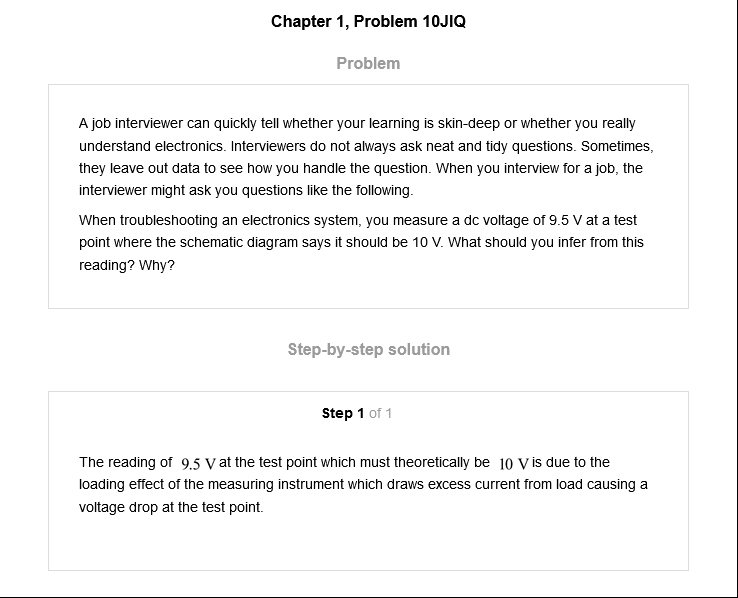 Chapter 1, Problem 10JIQ
Problem
A job interviewer can quickly tell whether your learning is skin-deep or whether you really
understand electronics. Interviewers do not always ask neat and tidy questions. Sometimes,
they leave out data to see how you handle the question. When you interview for a job, the
interviewer might ask you questions like the following.
When troubleshooting an electronics system, you measure a dc voltage of 9.5 V at a test
point where the schematic diagram says it should be 10 V. What should you infer from this
reading? Why?
Step-by-step solution
Step 1 of 1
The reading of 9.5 V at the test point which must theoretically be 10 V is due to the
loading effect of the measuring instrument which draws excess current from load causing a
voltage drop at the test point.